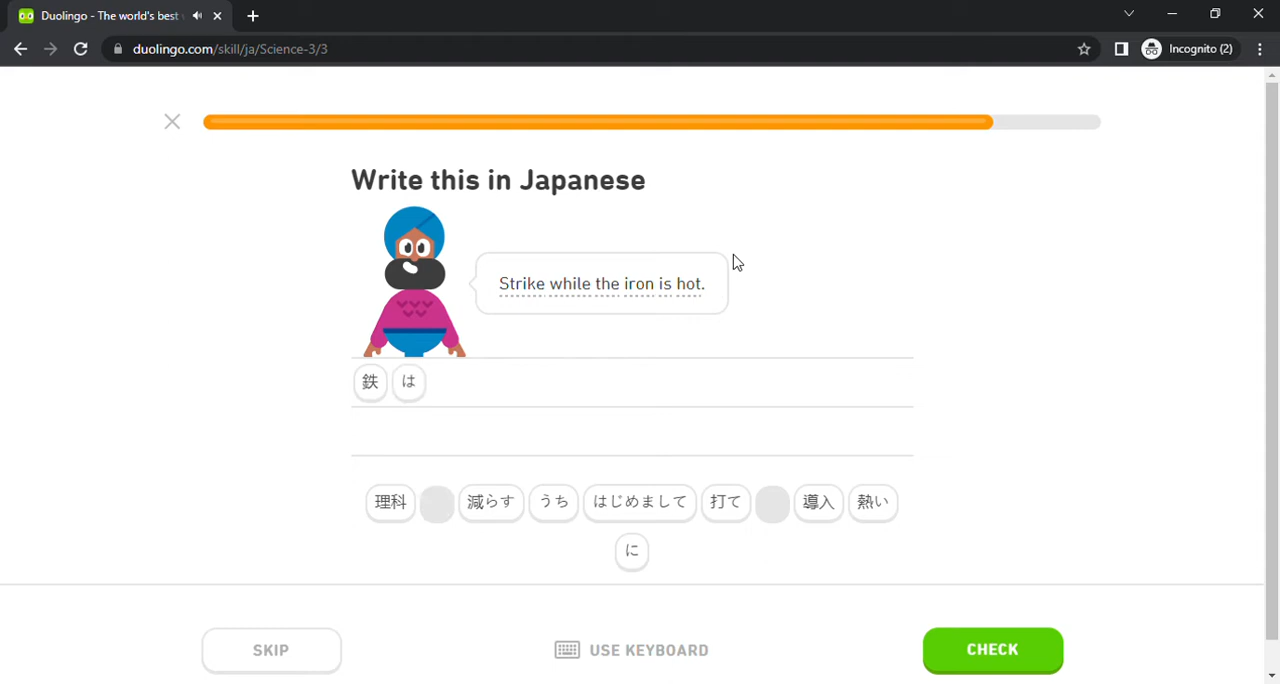 Duolingo - The world's best
duolingo.com/skill/ja/Science-3/3
Incognito (2)
Write this in Japanese
Strike while the iron is hot.
鉄 は
理科 減らす うち はじめまして 打て 導入 熱い
に
SKIP
USE KEYBOARD
CHECK